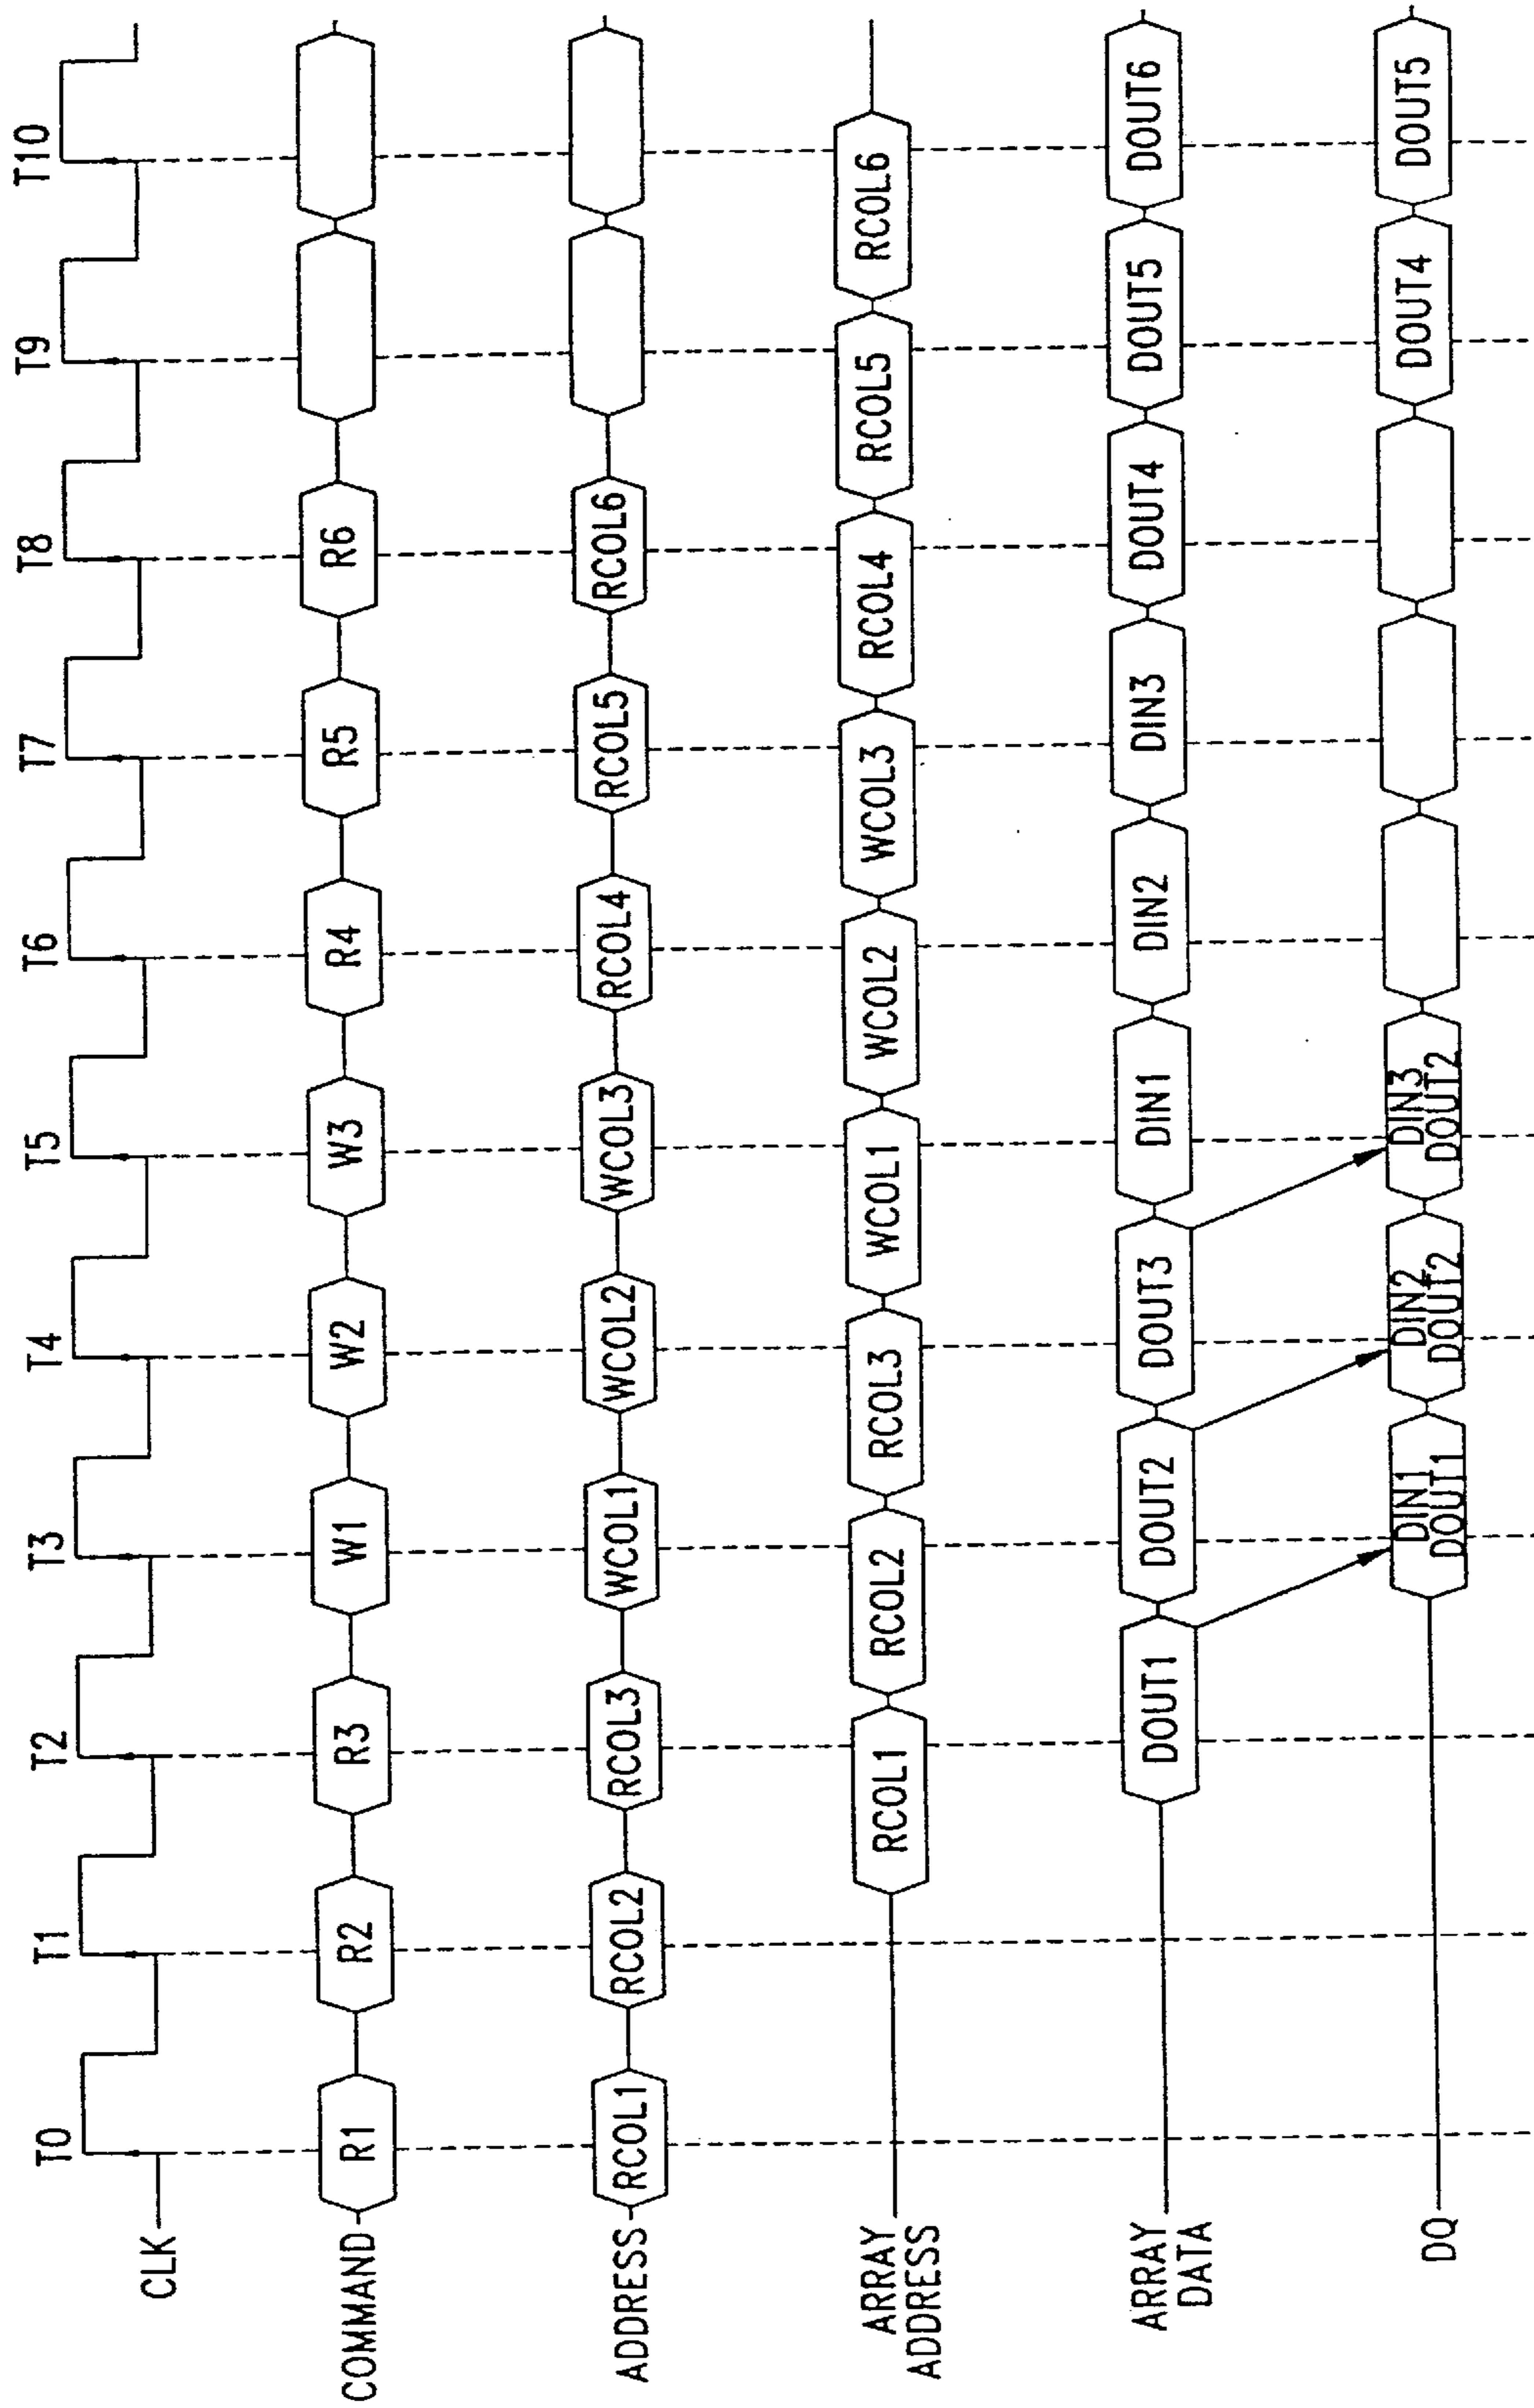 T0 T1 T2 T3 T4 T5 T6 T7 T8 T9 T10
CLK
COMMAND R1 R2 R3 W1 W2 W3 R4 R5 R6
ADDRESS RCOL1 RCOL2 RCOL3 WCOL1 WCOL2 WCOL3 RCOL4 RCOL5 RCOL6
ARRAY
ADDRESS
RCOL1 RCOL2 RCOL3 WCOL1 WCOL2 WCOL3 RCOL4 RCOL5 RCOL6
ARRAY
DATA
DOUT1 DOUT2 DOUT3 DIN1 DIN2 DIN3 DOUT4 DOUT5 DOUT6
DQ
DIN1 DIN2 DIN3 DOUT4 DOUT5
DOUT1 DOUT2 DOUT2